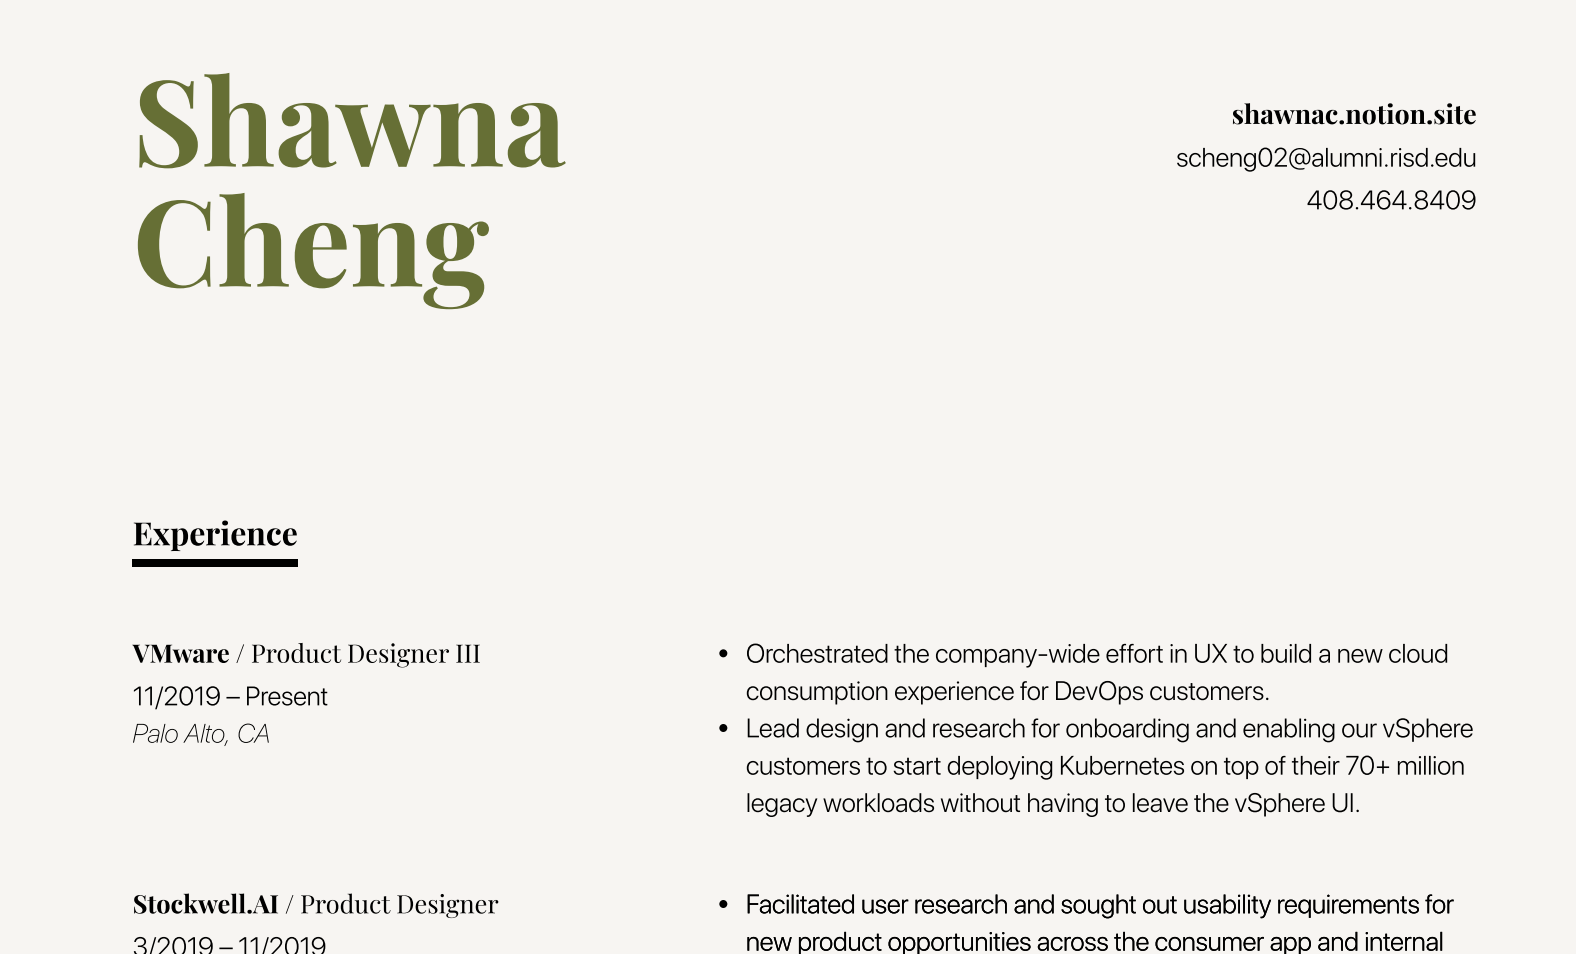 Shawna
Cheng
shawnac.notion.site
scheng02@alumni.risd.edu
408.464.8409
Experience
VMware / Product Designer III
11/2019 – Present
Palo Alto, CA
• Orchestrated the company-wide effort in UX to build a new cloud
consumption experience for DevOps customers.
• Lead design and research for onboarding and enabling our vSphere
customers to start deploying Kubernetes on top of their 70+ million
legacy workloads without having to leave the vSphere UI.
Stockwell.AI / Product Designer
3/2019 – 11/2019
• Facilitated user research and sought out usability requirements for
new product opportunities across the consumer app and internal